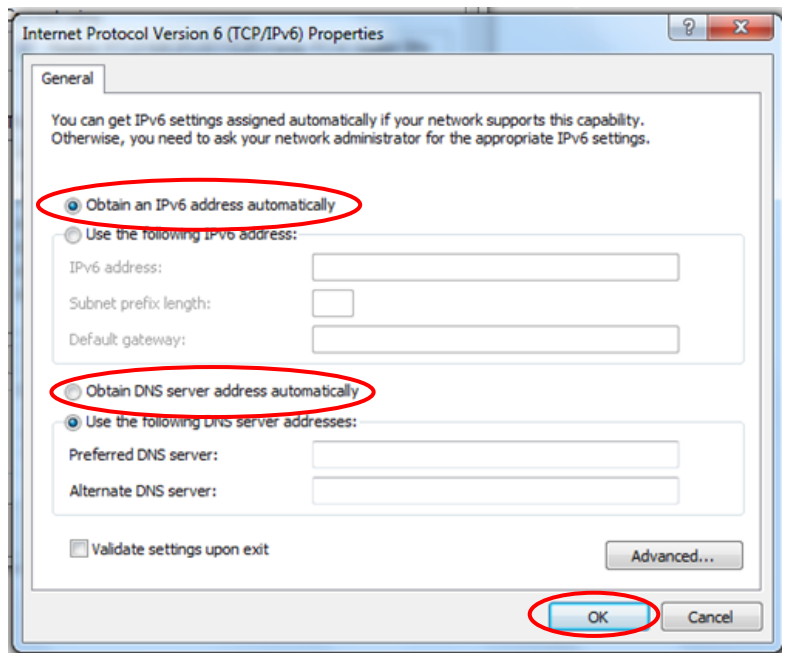 Internet Protocol Version 6 (TCP/IPv6) Properties
General
You can get IPv6 settings assigned automatically if your network supports this capability.
Otherwise, you need to ask your network administrator for the appropriate IPv6 settings.
Obtain an IPv6 address automatically
Use the following IPv6 address:
IPv6 address:
Subnet prefix length:
Default gateway:
Obtain DNS server address automatically
Use the following DNS server addresses:
Preferred DNS server:
Alternate DNS server:
Validate settings upon exit
Advanced...
OK Cancel